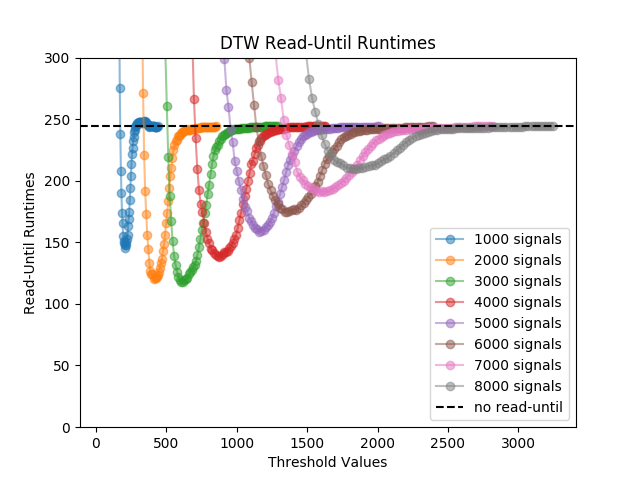 DTW Read-Until Runtimes
Read-Until Runtimes
300
250
200
150
100
50
0
0 500 1000 1500 2000 2500 3000
Threshold Values
1000 signals
2000 signals
3000 signals
4000 signals
5000 signals
6000 signals
7000 signals
8000 signals
no read-until